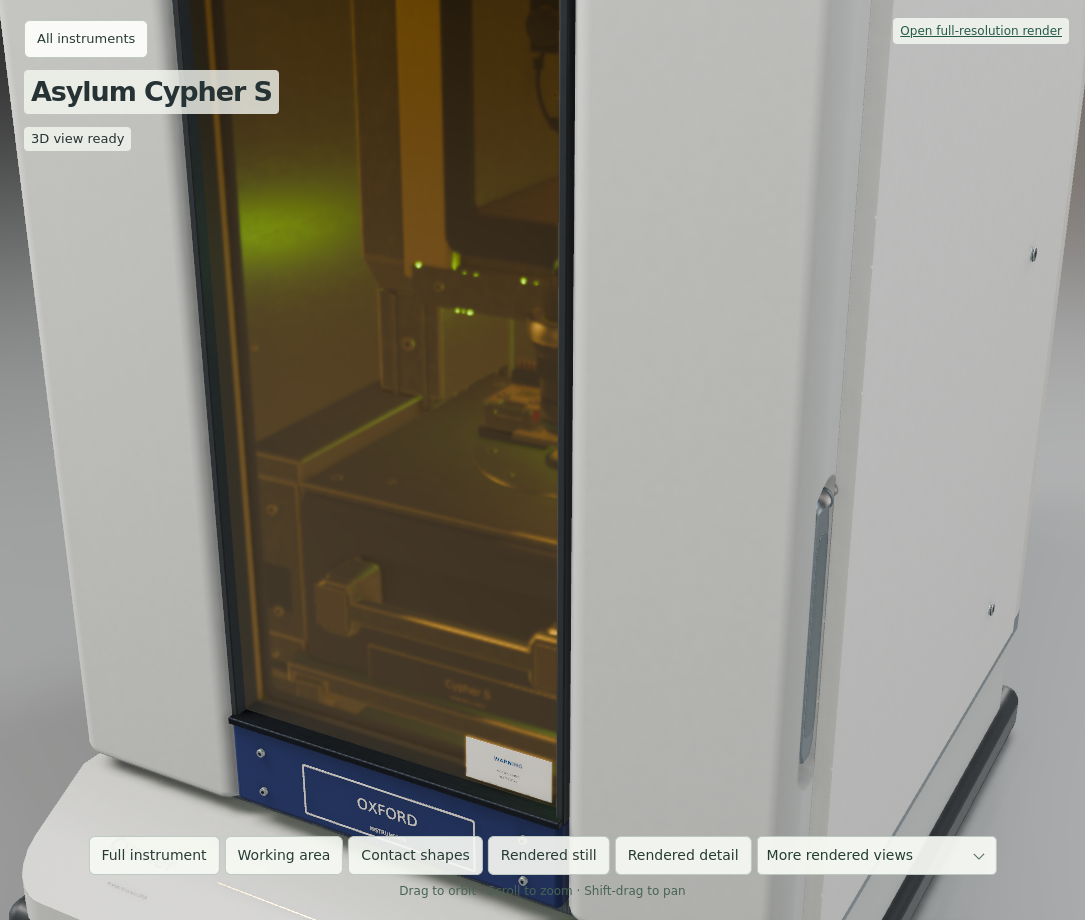 All instruments
Open full-resolution render
Asylum Cypher S
3D view ready
Cypher S
WARNING
OXFORD
Full instrument
Working area
Contact shapes
Rendered still
Rendered detail
More rendered views
Drag to orbit · Scroll to zoom · Shift-drag to pan